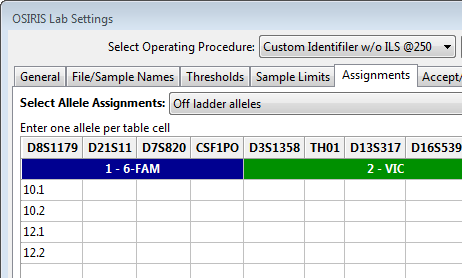 OSIRIS Lab Settings
Select Operating Procedure: Custom Identifiler w/o ILS @250
General File/Sample Names Thresholds Sample Limits Assignments Accept/
Select Allele Assignments: Off ladder alleles
Enter one allele per table cell
D8S1179 D21S11 D7S820 CSF1PO D3S1358 TH01 D13S317 D16S539
1 - 6-FAM 2 - VIC
10.1
10.2
12.1
12.2